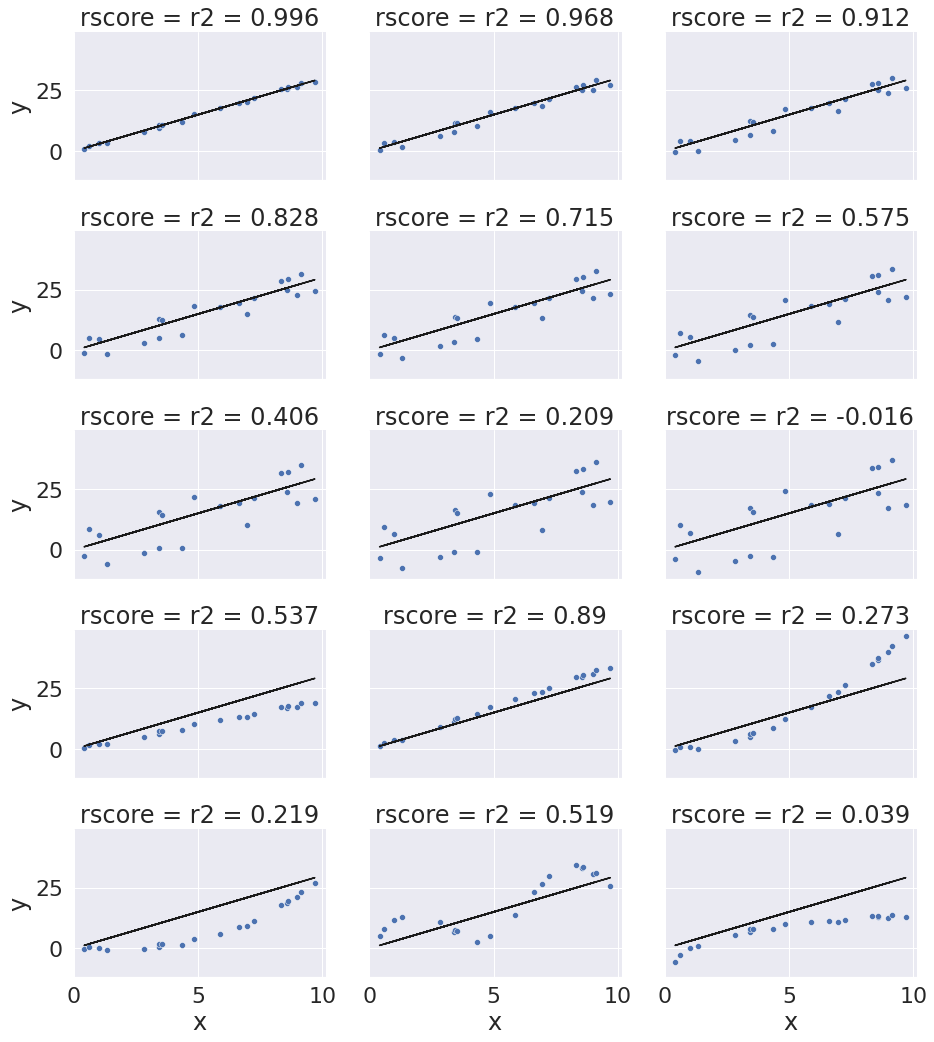 rscore = r2 = 0.996 rscore = r2 = 0.968 rscore = r2 = 0.912
25
y
0
rscore = r2 = 0.828 rscore = r2 = 0.715 rscore = r2 = 0.575
25
y
0
rscore = r2 = 0.406 rscore = r2 = 0.209 rscore = r2 = -0.016
25
y
0
rscore = r2 = 0.537 rscore = r2 = 0.89 rscore = r2 = 0.273
25
y
0
rscore = r2 = 0.219 rscore = r2 = 0.519 rscore = r2 = 0.039
25
y
0
0 5 10 0 5 10 0 5 10
x x x